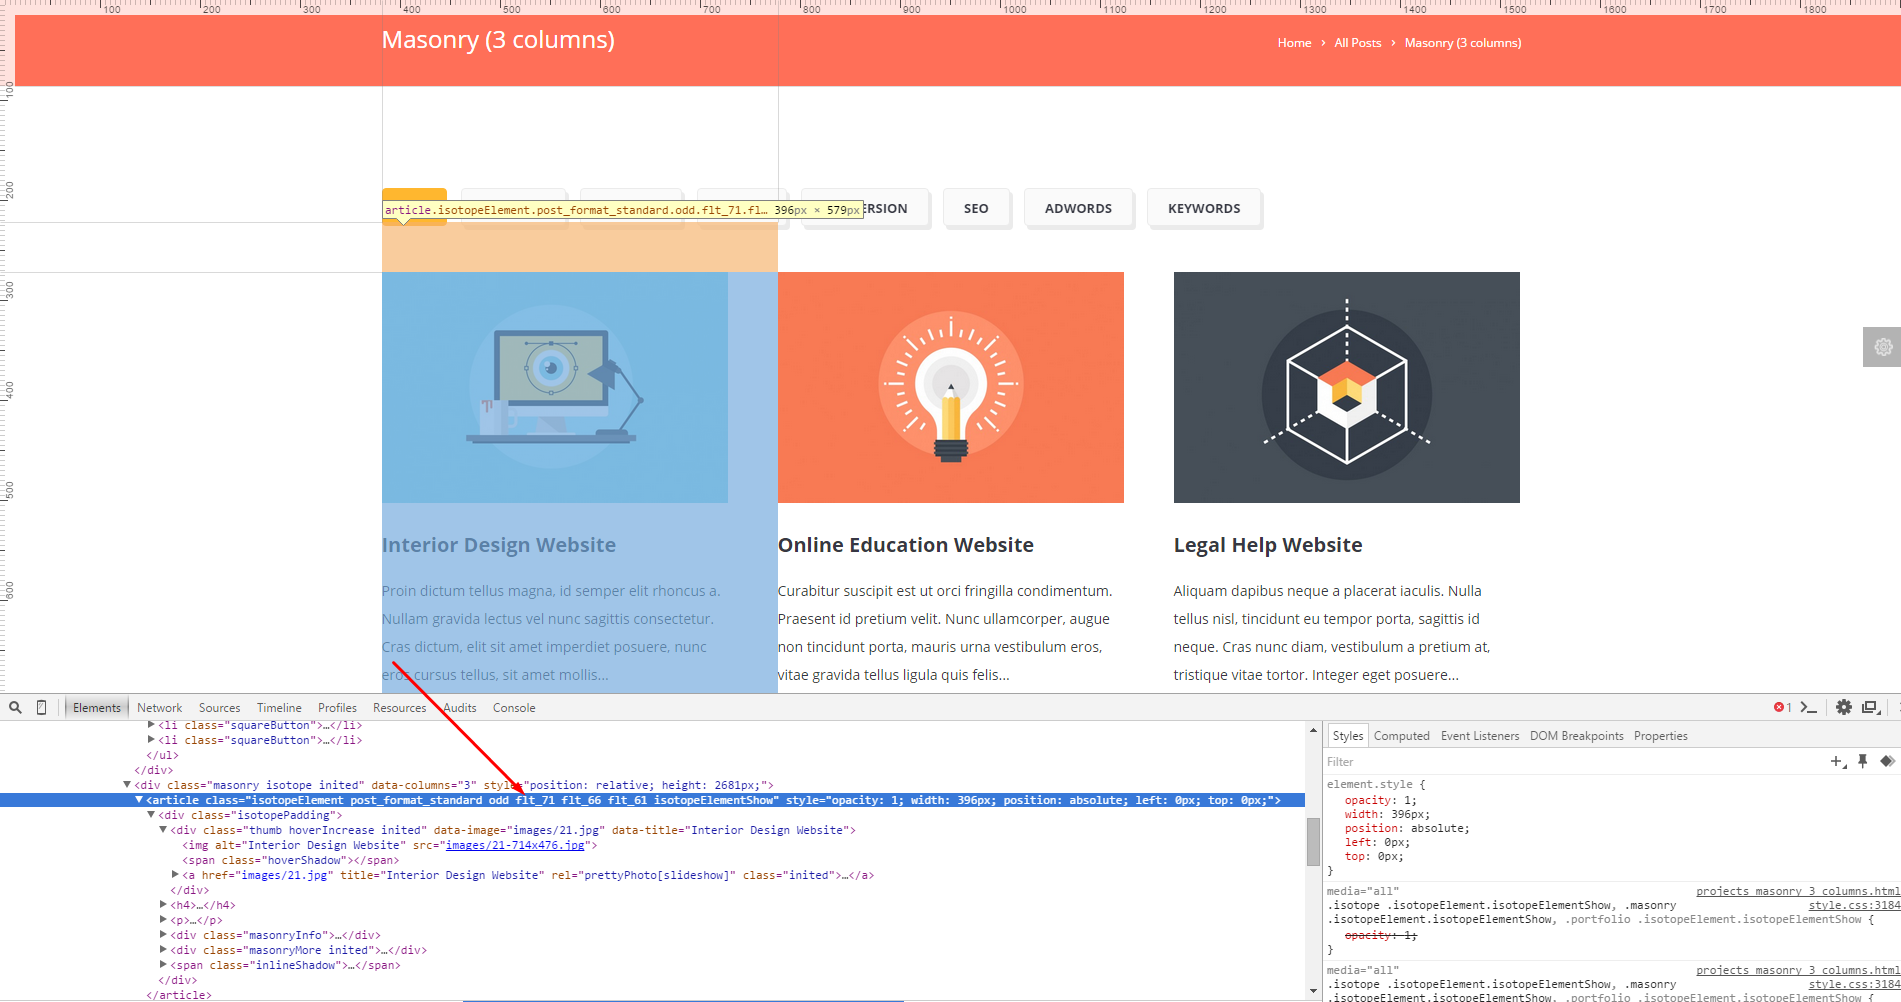 100 200 300 400 500 600 700 800 900 1000 1100 1200 1300 1400 1500 1600 1700 1800
Masonry (3 columns)
Home › All Posts › Masonry (3 columns)
100
200
300
400
500
600
article.isotopeElement.post_format_standard.odd.flt_71.fl… 396px × 579px
ERSION
SEO
ADWORDS
KEYWORDS
Interior Design Website
Proin dictum tellus magna, id semper elit rhoncus a.
Nullam gravida lectus vel nunc sagittis consectetur.
Cras dictum, elit sit amet imperdiet posuere, nunc
eros cursus tellus, sit amet mollis...
Online Education Website
Curabitur suscipit est ut orci fringilla condimentum.
Praesent id pretium velit. Nunc ullamcorper, augue
non tincidunt porta, mauris urna vestibulum eros,
vitae gravida tellus ligula quis felis...
Legal Help Website
Aliquam dapibus neque a placerat iaculis. Nulla
tellus nisl, tincidunt eu tempor porta, sagittis id
neque. Cras nunc diam, vestibulum a pretium at,
tristique vitae tortor. Integer eget posuere...
Elements Network Sources Timeline Profiles Resources Audits Console
1
<li class="squareButton">…</li>
<li class="squareButton">…</li>
</ul>
</div>
<div class="masonry isotope inited" data-columns="3" style="position: relative; height: 2681px;">
<article class="isotopeElement post_format_standard odd flt_71 flt_66 flt_61 isotopeElementShow" style="opacity: 1; width: 396px; position: absolute; left: 0px; top: 0px;">
<div class="isotopePadding">
<div class="thumb hoverIncrease inited" data-image="images/21.jpg" data-title="Interior Design Website">
<img alt="Interior Design Website" src="images/21-714x476.jpg">
<span class="hoverShadow"></span>
<a href="images/21.jpg" title="Interior Design Website" rel="prettyPhoto[slideshow]" class="inited">…</a>
</div>
<h4>…</h4>
<p>…</p>
<div class="masonryInfo">…</div>
<div class="masonryMore inited">…</div>
<span class="inlineShadow">…</span>
</div>
</article>
Styles Computed Event Listeners DOM Breakpoints Properties
Filter
element.style {
opacity: 1;
width: 396px;
position: absolute;
left: 0px;
top: 0px;
}
media="all" projects masonry 3 columns.html
.isotope .isotopeElement.isotopeElementShow, .masonry style.css:3184
.isotopeElement.isotopeElementShow, .portfolio .isotopeElement.isotopeElementShow {
opacity: 1;
}
media="all" projects masonry 3 columns.html
.isotope .isotopeElement.isotopeElementShow, .masonry style.css:3184
.isotopeElement.isotopeElementShow, .portfolio .isotopeElement.isotopeElementShow {